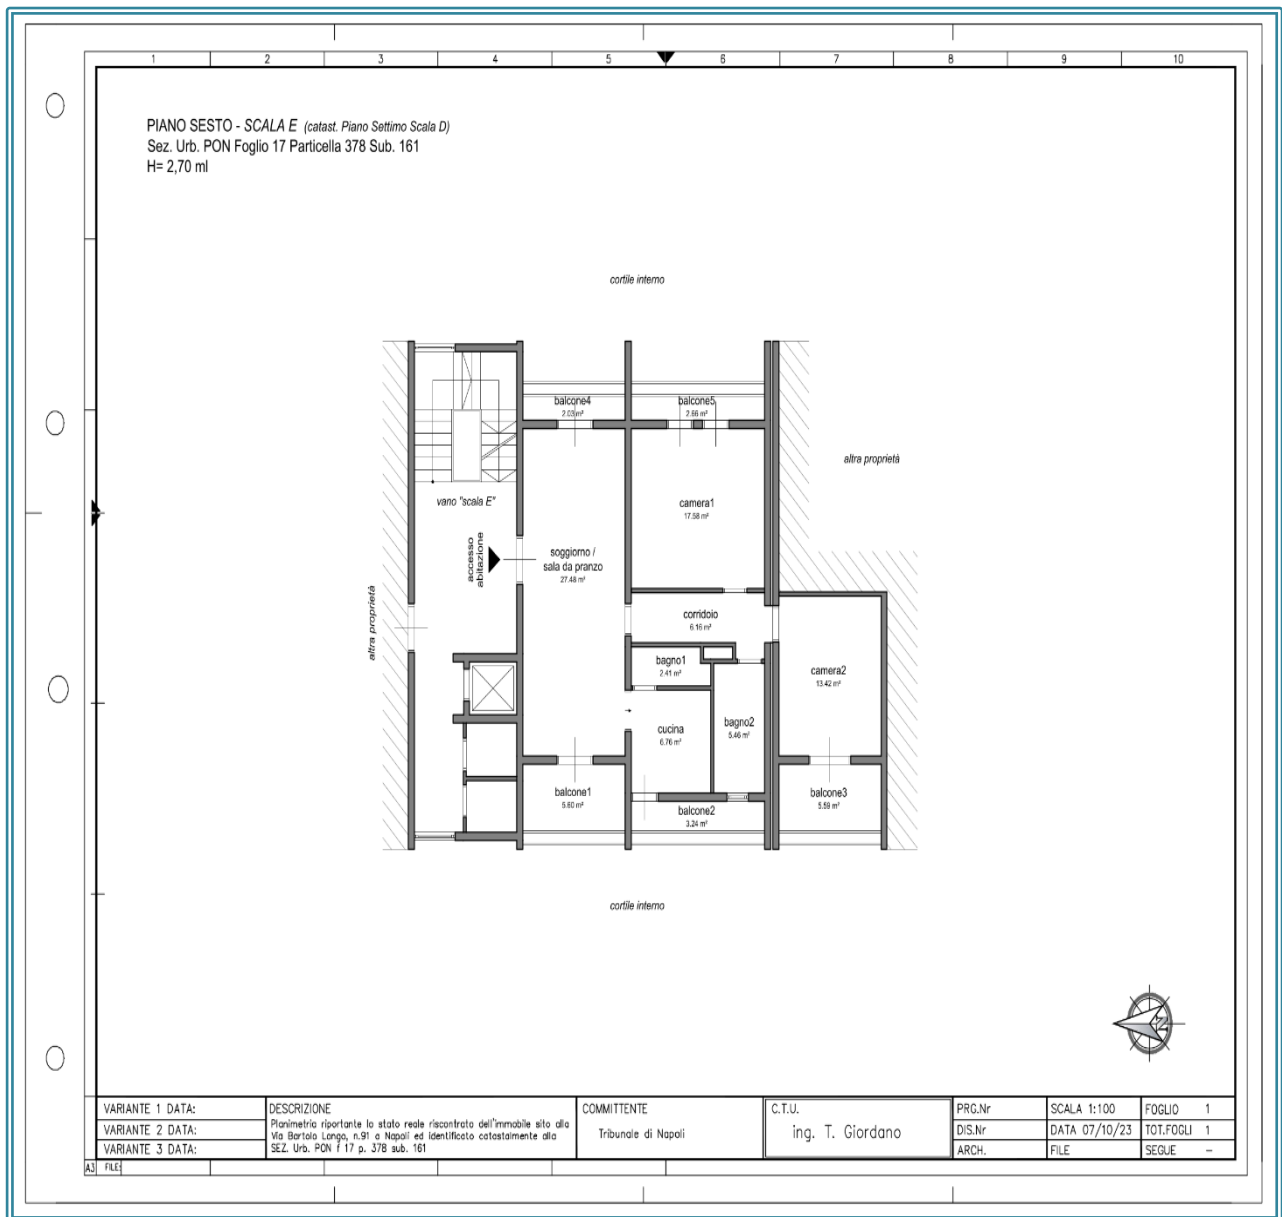 1 2 3 4 5 6 7 8 9 10
PIANO SESTO - SCALA E (catast. Piano Settimo Scala D)
Sez. Urb. PON Foglio 17 Particella 378 Sub. 161
H= 2,70 ml
cortile interno
balcone4
2.03 m²
balcone5
2.66 m²
altra proprietà
vano "scala E"
camera1
17.58 m²
accesso
abitazione
soggiorno /
sala da pranzo
27.48 m²
altra proprietà
corridoio
6.16 m²
bagno1
2.41 m²
camera2
13.42 m²
cucina
6.76 m²
bagno2
5.46 m²
balcone1
5.60 m²
balcone2
3.24 m²
balcone3
5.59 m²
cortile interno
N
VARIANTE 1 DATA:
VARIANTE 2 DATA:
VARIANTE 3 DATA:
DESCRIZIONE
Planimetria riportante lo stato reale riscontrato dell'immobile sito alla
Via Bartolo Longo, n.91 a Napoli ed identificato catastalmente alla
SEZ. Urb. PON f 17 p. 378 sub. 161
COMMITTENTE
Tribunale di Napoli
C.T.U.
ing. T. Giordano
PRG.Nr
DIS.Nr
ARCH.
SCALA 1:100
DATA 07/10/23
FILE
FOGLIO 1
TOT.FOGLI 1
SEGUE –
A3 FILE: